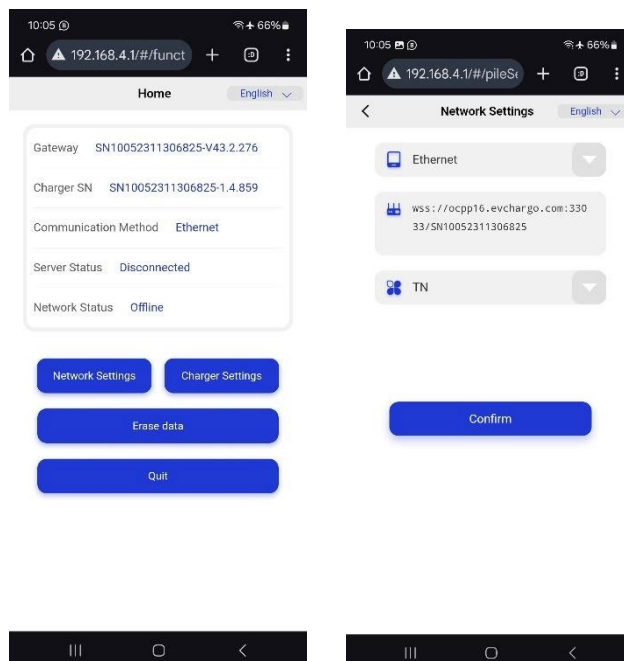 10:05
66%
192.168.4.1/#/funct
Home
English
Gateway SN10052311306825-V43.2.276
Charger SN SN10052311306825-1.4.859
Communication Method Ethernet
Server Status Disconnected
Network Status Offline
Network Settings
Charger Settings
Erase data
Quit
10:05
66%
192.168.4.1/#/pileSe
Network Settings
English
Ethernet
wss://ocpp16.evchargo.com:330
33/SN10052311306825
TN
Confirm